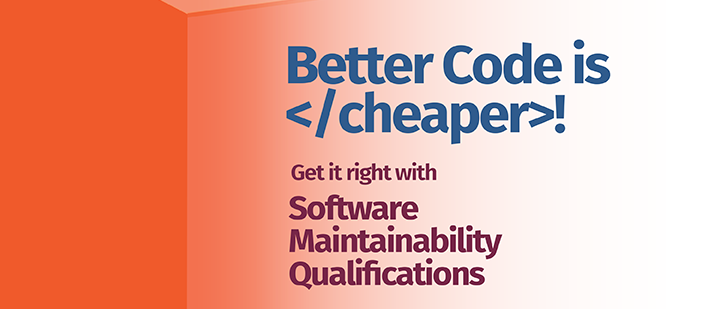 Better Code is
</cheaper>!
Get it right with
Software
Maintainability
Qualifications